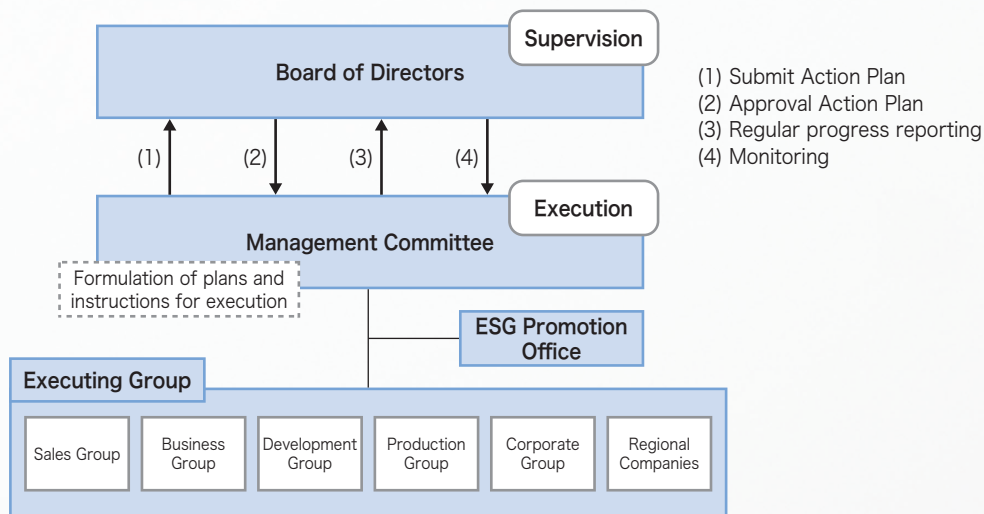 Supervision
Board of Directors
(1) Submit Action Plan
(2) Approval Action Plan
(3) Regular progress reporting
(4) Monitoring
(1)
(2)
(3)
(4)
Execution
Management Committee
Formulation of plans and
instructions for execution
ESG Promotion
Office
Executing Group
Sales Group
Business
Group
Development
Group
Production
Group
Corporate
Group
Regional
Companies